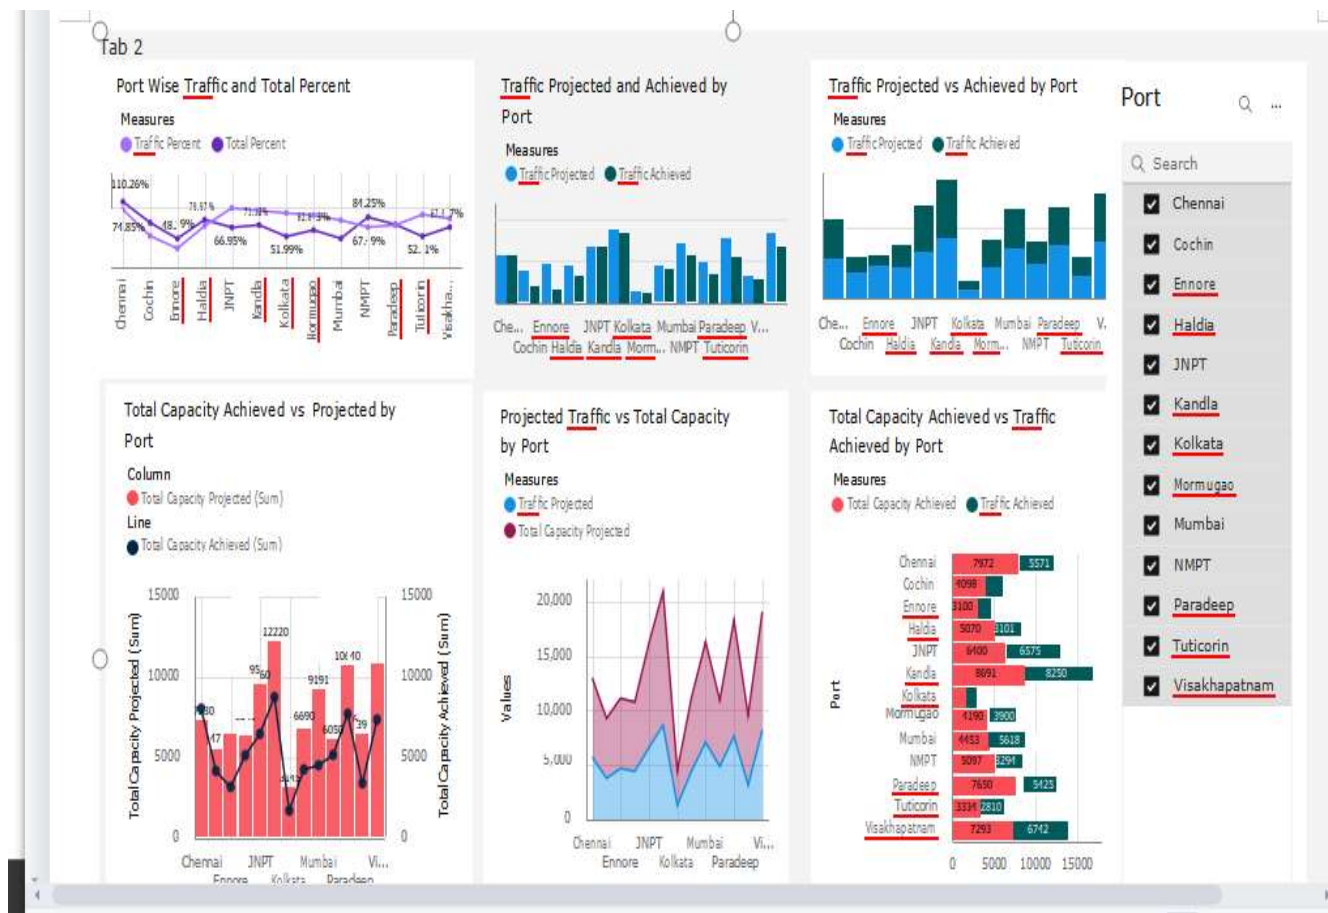 Tab 2
Port Wise Traffic and Total Percent
Measures
Traffic Percent Total Percent
110.26%
74.85%
66.95%
51.99%
84.25%
Chennai
Cochin
Ennore
Haldia
JNPT
Kandla
Kolkata
Mormugao
Mumbai
NMPT
Paradeep
Tuticorin
Visakha...
Traffic Projected and Achieved by
Port
Measures
Traffic Projected Traffic Achieved
Che... Ennore JNPT Kolkata Mumbai Paradeep V...
Cochin Haldia Kandla Morm... NMPT Tuticorin
Traffic Projected vs Achieved by Port
Measures
Traffic Projected Traffic Achieved
Che... Ennore JNPT Kolkata Mumbai Paradeep V.
Cochin Haldia Kandla Morm... NMPT Tuticorin
Port
...
Search
Chennai
Cochin
Ennore
Haldia
JNPT
Kandla
Kolkata
Mormugao
Mumbai
NMPT
Paradeep
Tuticorin
Visakhapatnam
Total Capacity Achieved vs Projected by
Port
Column
Total Capacity Projected (Sum)
Line
Total Capacity Achieved (Sum)
Total Capacity Projected (Sum)
15000
10000
5000
0
12220
9191
6690
15000
10000
5000
0
Total Capacity Achieved (Sum)
Chennai JNPT Mumbai Vi...
Ennore Kolkata Paradeep
Projected Traffic vs Total Capacity
by Port
Measures
Traffic Projected
Total Capacity Projected
Values
20,000
15,000
10,000
5,000
0
Chennai JNPT Mumbai Vi...
Ennore Kolkata Paradeep
Total Capacity Achieved vs Traffic
Achieved by Port
Measures
Total Capacity Achieved Traffic Achieved
Port
Chennai 7972 5571
Cochin 4098
Ennore 3100
Haldia 5070 3101
JNPT 6400 6575
Kandla 8691 8250
Kolkata
Mormugao 4190 3900
Mumbai 4453 5618
NMPT 5097 3294
Paradeep 7650 5425
Tuticorin 3334 2810
Visakhapatnam 7293 6742
0 5000 10000 15000